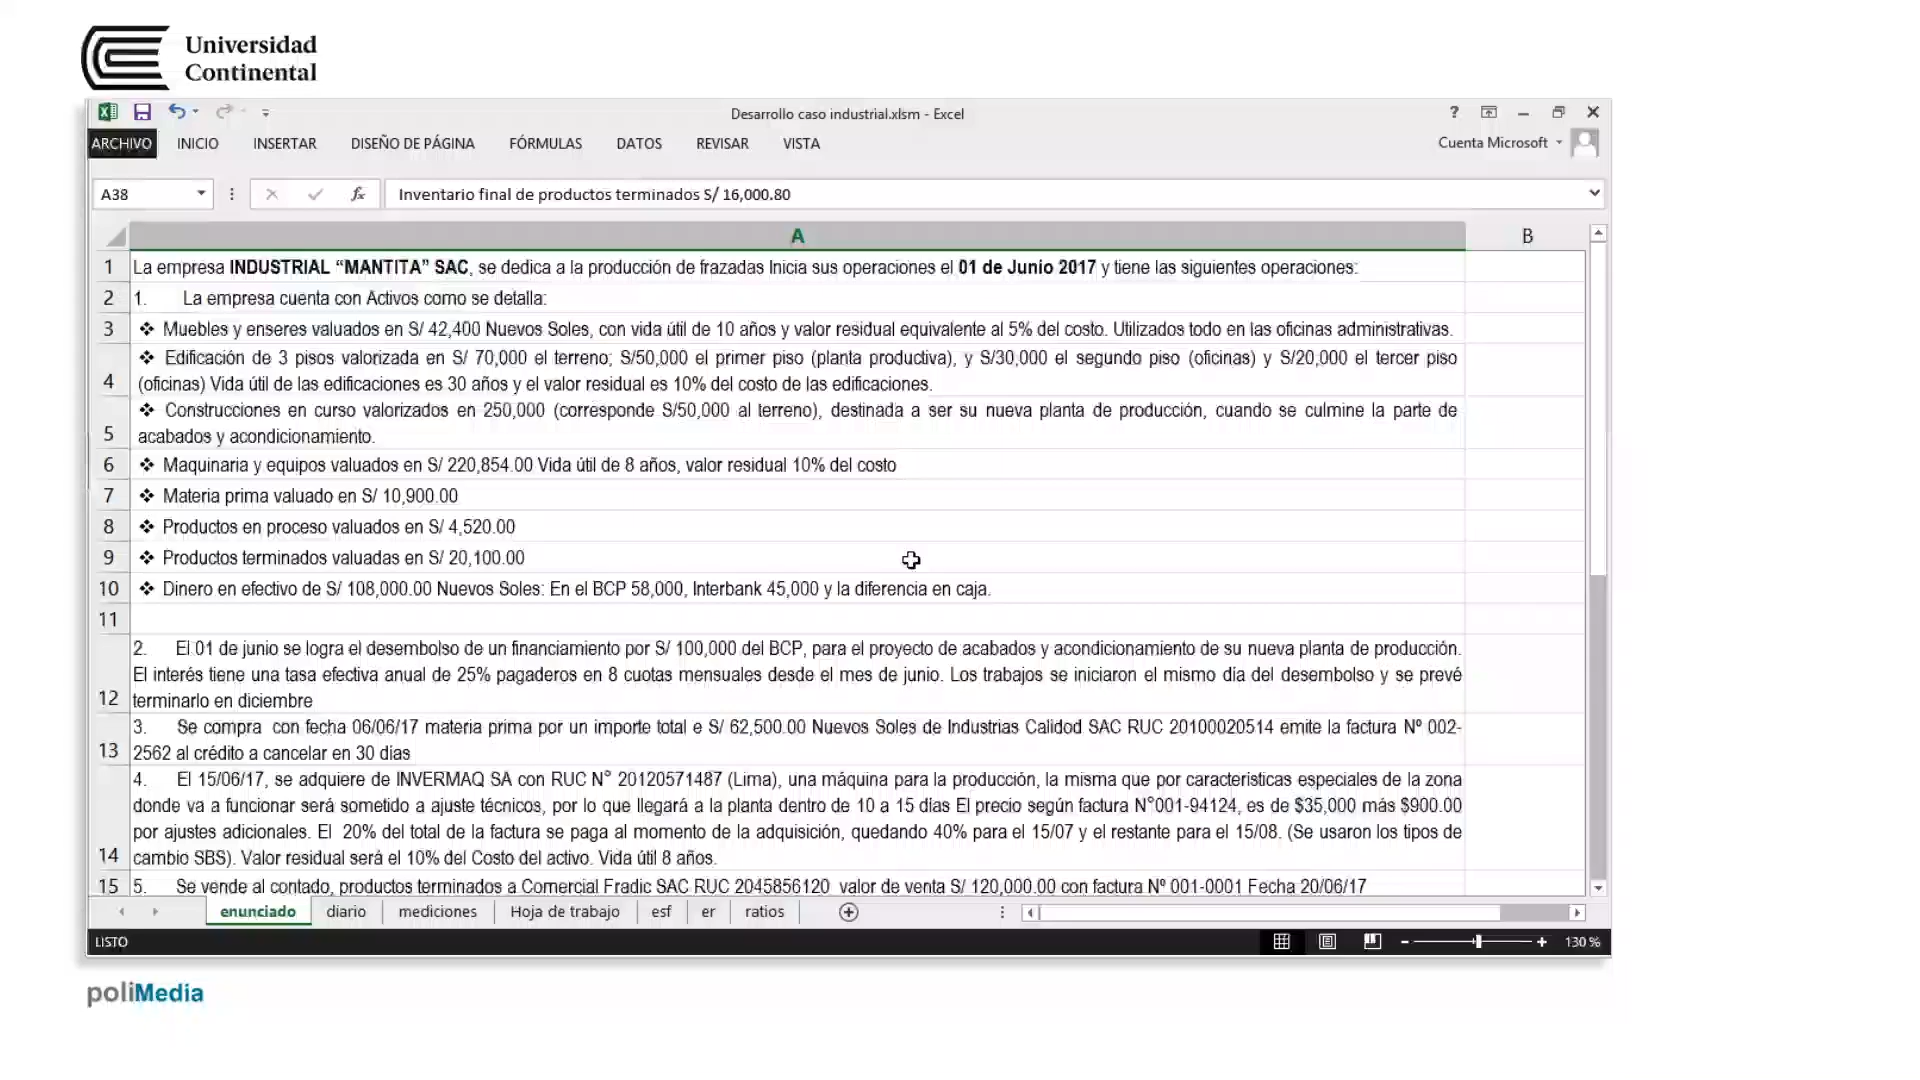 Universidad
Continental
Desarrollo caso industrial.xlsm - Excel
?
ARCHIVO INICIO INSERTAR DISEÑO DE PÁGINA FÓRMULAS DATOS REVISAR VISTA Cuenta Microsoft
A38 fx Inventario final de productos terminados S/ 16,000.80
A B
1 La empresa INDUSTRIAL “MANTITA” SAC, se dedica a la producción de frazadas Inicia sus operaciones el 01 de Junio 2017 y tiene las siguientes operaciones:
2 1. La empresa cuenta con Activos como se detalla:
3 ❖ Muebles y enseres valuados en S/ 42,400 Nuevos Soles, con vida útil de 10 años y valor residual equivalente al 5% del costo. Utilizados todo en las oficinas administrativas.
❖ Edificación de 3 pisos valorizada en S/ 70,000 el terreno; S/50,000 el primer piso (planta productiva), y S/30,000 el segundo piso (oficinas) y S/20,000 el tercer piso
4 (oficinas) Vida útil de las edificaciones es 30 años y el valor residual es 10% del costo de las edificaciones.
❖ Construcciones en curso valorizados en 250,000 (corresponde S/50,000 al terreno), destinada a ser su nueva planta de producción, cuando se culmine la parte de
5 acabados y acondicionamiento.
6 ❖ Maquinaria y equipos valuados en S/ 220,854.00 Vida útil de 8 años, valor residual 10% del costo
7 ❖ Materia prima valuado en S/ 10,900.00
8 ❖ Productos en proceso valuados en S/ 4,520.00
9 ❖ Productos terminados valuadas en S/ 20,100.00
10 ❖ Dinero en efectivo de S/ 108,000.00 Nuevos Soles: En el BCP 58,000, Interbank 45,000 y la diferencia en caja.
11
2. El 01 de junio se logra el desembolso de un financiamiento por S/ 100,000 del BCP, para el proyecto de acabados y acondicionamiento de su nueva planta de producción.
El interés tiene una tasa efectiva anual de 25% pagaderos en 8 cuotas mensuales desde el mes de junio. Los trabajos se iniciaron el mismo día del desembolso y se prevé
12 terminarlo en diciembre
3. Se compra con fecha 06/06/17 materia prima por un importe total e S/ 62,500.00 Nuevos Soles de Industrias Calidod SAC RUC 20100020514 emite la factura Nº 002-
13 2562 al crédito a cancelar en 30 días
4. El 15/06/17, se adquiere de INVERMAQ SA con RUC N° 20120571487 (Lima), una máquina para la producción, la misma que por características especiales de la zona
donde va a funcionar será sometido a ajuste técnicos, por lo que llegará a la planta dentro de 10 a 15 días El precio según factura N°001-94124, es de $35,000 más $900.00
por ajustes adicionales. El 20% del total de la factura se paga al momento de la adquisición, quedando 40% para el 15/07 y el restante para el 15/08. (Se usaron los tipos de
14 cambio SBS). Valor residual será el 10% del Costo del activo. Vida útil 8 años.
15 5. Se vende al contado, productos terminados a Comercial Fradic SAC RUC 2045856120 valor de venta S/ 120,000.00 con factura Nº 001-0001 Fecha 20/06/17
enunciado diario mediciones Hoja de trabajo esf er ratios
LISTO 130 %
poliMedia